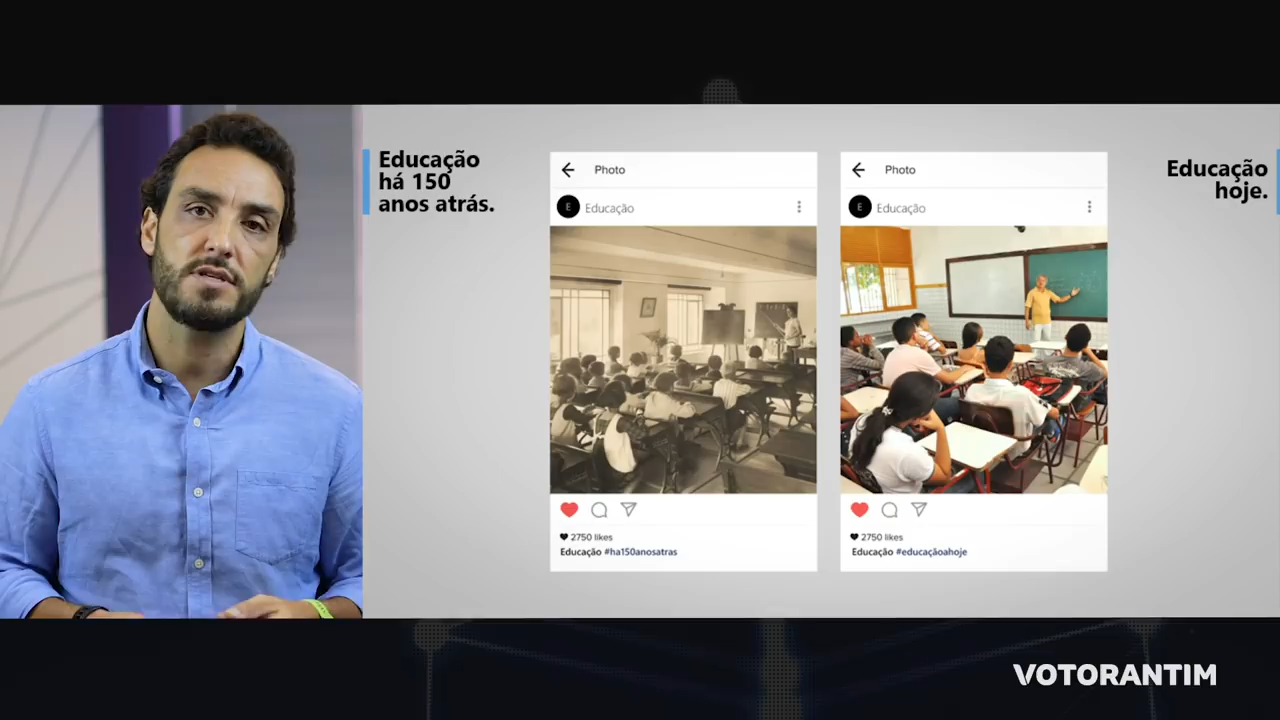 Educação
há 150
anos atrás.
Photo
E Educação
2750 likes
Educação #ha150anosatras
Photo
E Educação
2750 likes
Educação #educaçãoahoje
Educação
hoje.
VOTORANTIM